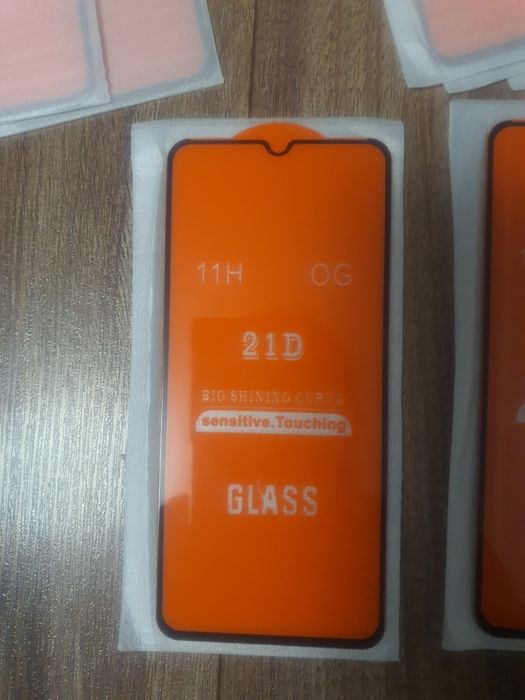 11H OG
21D
BIG SHINING CURVE
sensitive.Touching
GLASS